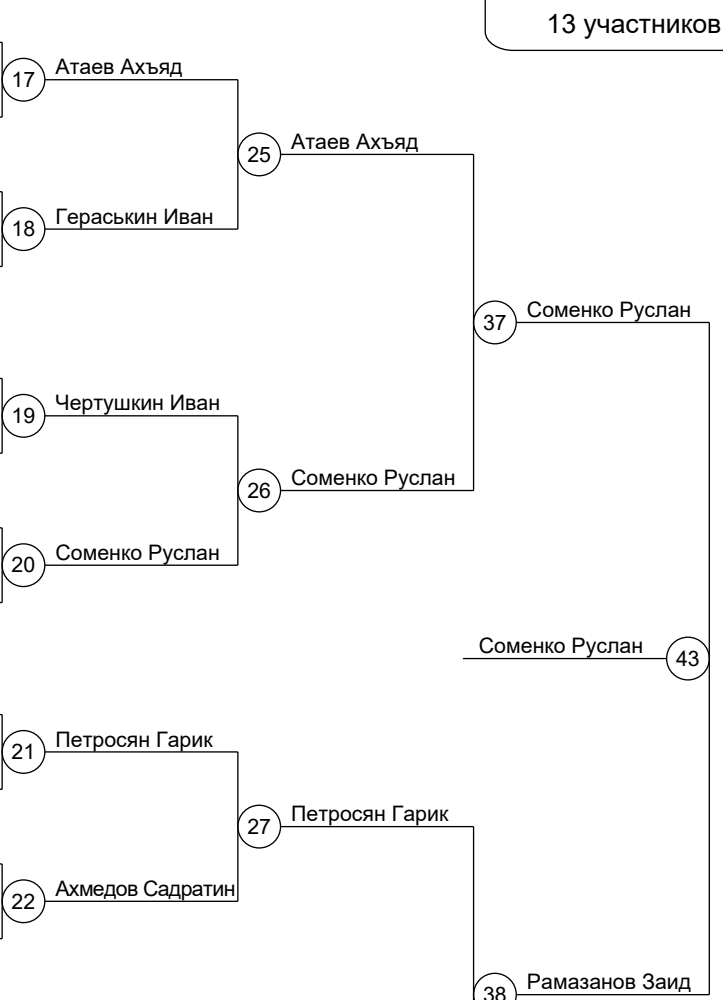 13 участников
17 Атаев Ахъяд
25 Атаев Ахъяд
18 Гераськин Иван
37 Соменко Руслан
19 Чертушкин Иван
26 Соменко Руслан
20 Соменко Руслан
Соменко Руслан 43
21 Петросян Гарик
27 Петросян Гарик
22 Ахмедов Садратин
38 Рамазанов Заид